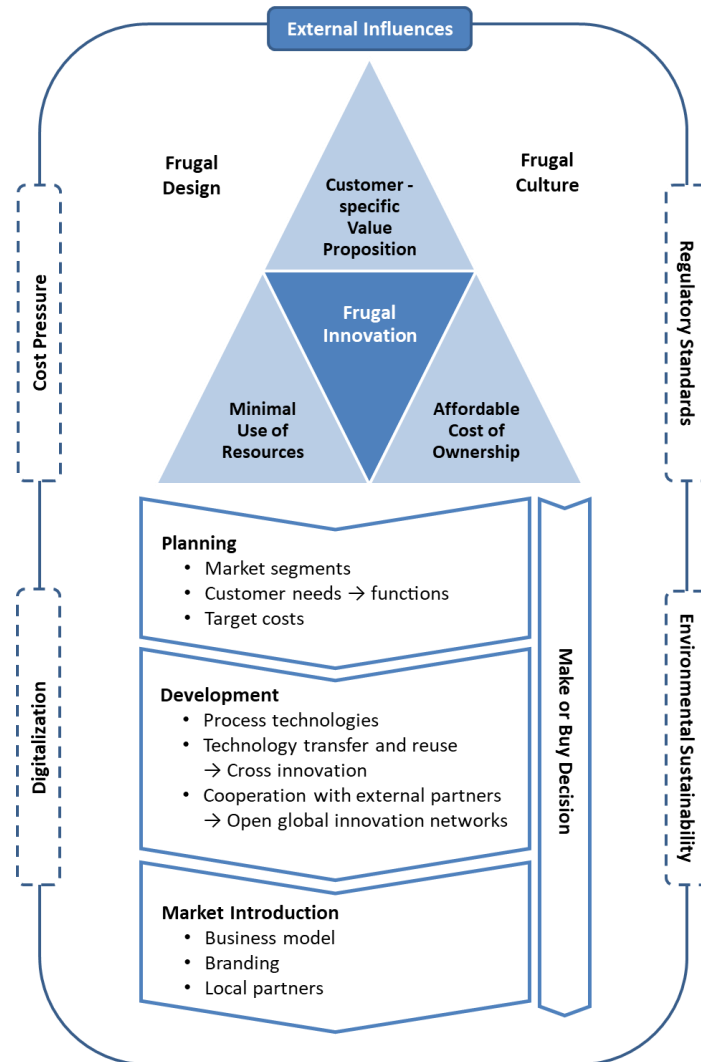 External Influences
Frugal
Design
Frugal
Culture
Customer -
specific
Value
Proposition
Frugal
Innovation
Minimal
Use of
Resources
Affordable
Cost of
Ownership
Cost Pressure
Regulatory Standards
Digitalization
Environmental Sustainability
Planning
• Market segments
• Customer needs → functions
• Target costs
Development
• Process technologies
• Technology transfer and reuse
→ Cross innovation
• Cooperation with external partners
→ Open global innovation networks
Market Introduction
• Business model
• Branding
• Local partners
Make or Buy Decision